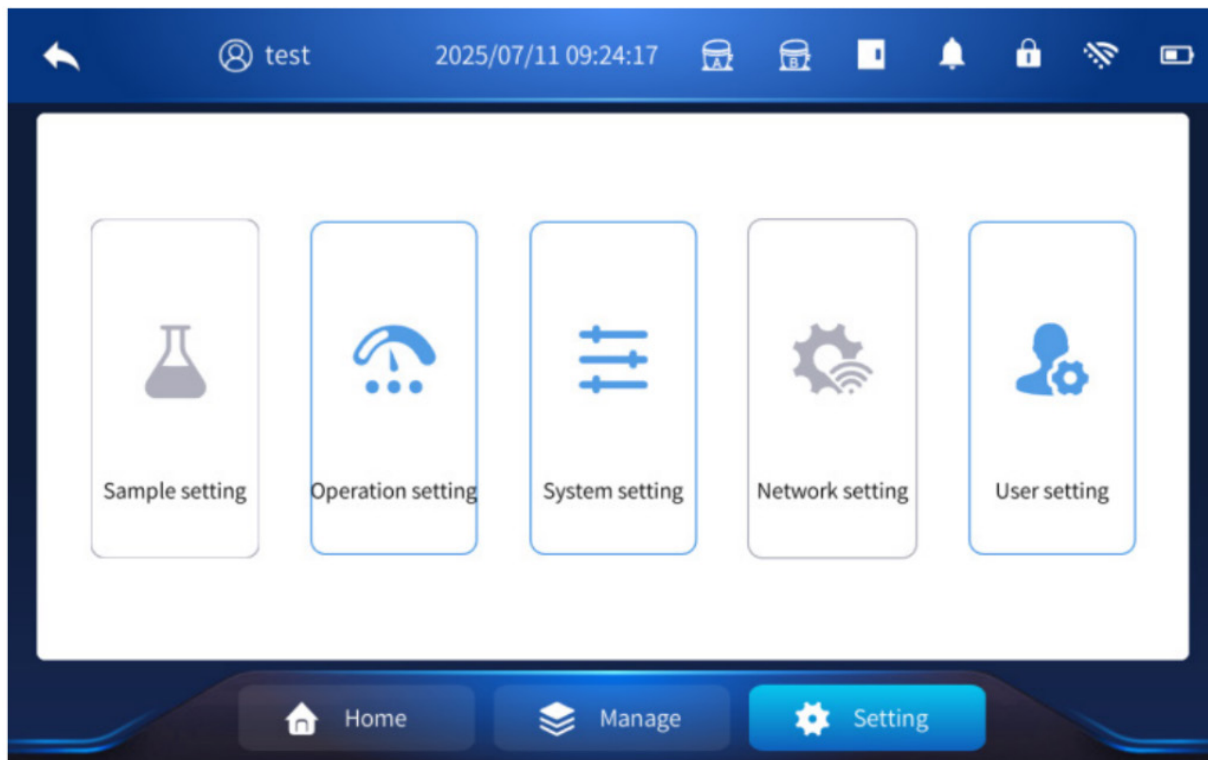 test
2025/07/11 09:24:17
A
B
Sample setting
Operation setting
System setting
Network setting
User setting
Home
Manage
Setting